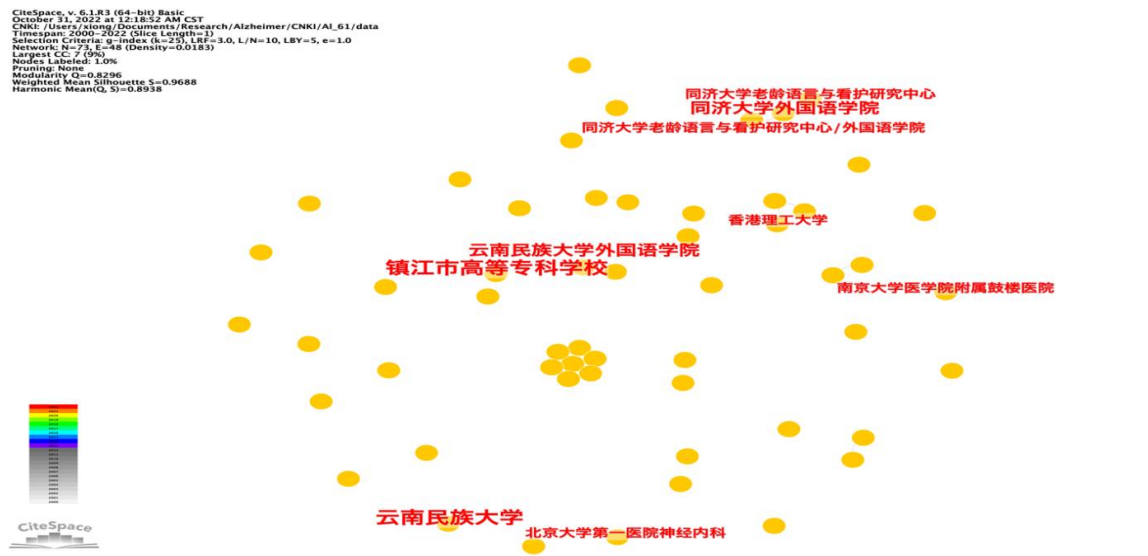 CiteSpace, v. 6.1.R3 (64-bit) Basic
October 31, 2022 at 12:18:52 AM CST
CNKI: /Users/xiong/Documents/Research/Alzheimer/CNKI/AI_61/data
Timespan: 2000-2022 (Slice Length=1)
Selection Criteria: g-index (k=25), LRF=3.0, L/N=10, LBY=5, e=1.0
Network: N=73, E=48 (Density=0.0183)
Largest CC: 7 (9%)
Nodes Labeled: 1.0%
Pruning: None
Modularity Q=0.8296
Weighted Mean Silhouette S=0.9688
Harmonic Mean(Q, S)=0.8938
同济大学老龄语言与看护研究中心
同济大学外国语学院
同济大学老龄语言与看护研究中心/外国语学院
香港理工大学
云南民族大学外国语学院
镇江市高等专科学校
南京大学医学院附属鼓楼医院
云南民族大学
北京大学第一医院神经内科
CiteSpace